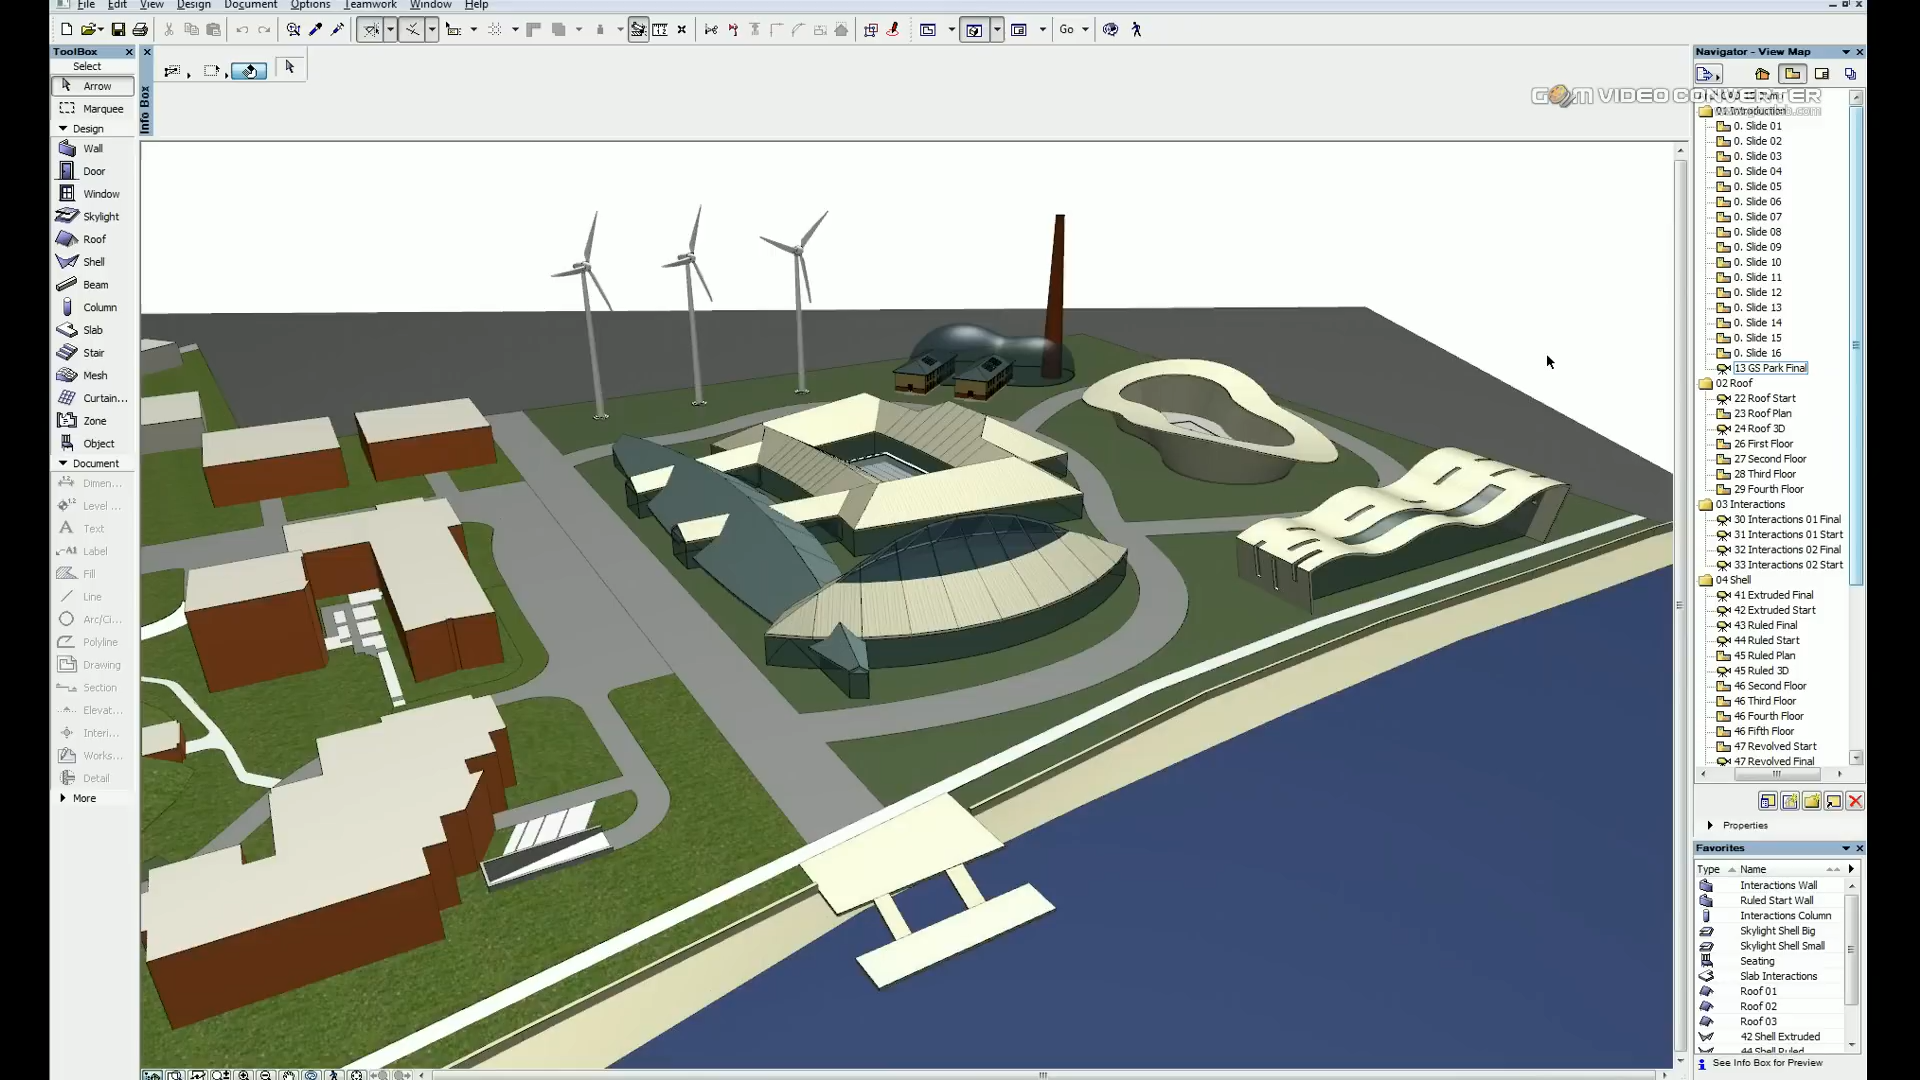 File Edit View Design Document Options Teamwork Window Help
Go
ToolBox
Select
Arrow
Marquee
Design
Wall
Door
Window
Skylight
Roof
Shell
Beam
Column
Slab
Stair
Mesh
Curtain...
Zone
Object
Document
Dimen...
Level ...
Text
Label
Fill
Line
Arc/Ci...
Polyline
Drawing
Section
Elevat...
Interi...
Works...
Detail
More
Info Box
GOM VIDEO CONVERTER
Navigator - View Map
01 Introduction
0. Slide 01
0. Slide 02
0. Slide 03
0. Slide 04
0. Slide 05
0. Slide 06
0. Slide 07
0. Slide 08
0. Slide 09
0. Slide 10
0. Slide 11
0. Slide 12
0. Slide 13
0. Slide 14
0. Slide 15
0. Slide 16
13 GS Park Final
02 Roof
22 Roof Start
23 Roof Plan
24 Roof 3D
26 First Floor
27 Second Floor
28 Third Floor
29 Fourth Floor
03 Interactions
30 Interactions 01 Final
31 Interactions 01 Start
32 Interactions 02 Final
33 Interactions 02 Start
04 Shell
41 Extruded Final
42 Extruded Start
43 Ruled Final
44 Ruled Start
45 Ruled Plan
45 Ruled 3D
46 Second Floor
46 Third Floor
46 Fourth Floor
46 Fifth Floor
47 Revolved Start
47 Revolved Final
Properties
Favorites
Type Name
Interactions Wall
Ruled Start Wall
Interactions Column
Skylight Shell Big
Skylight Shell Small
Seating
Slab Interactions
Roof 01
Roof 02
Roof 03
42 Shell Extruded
44 Shell Ruled
See Info Box for Preview